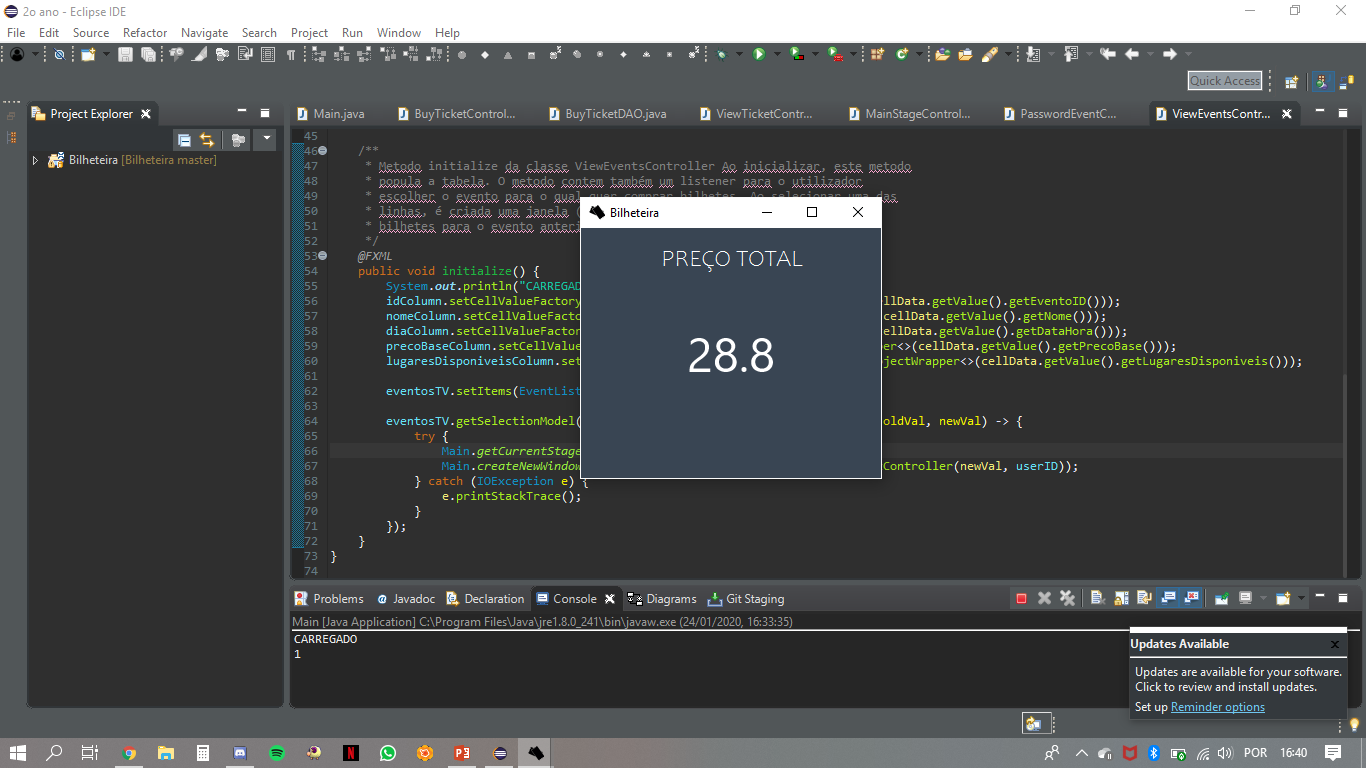 2o ano - Eclipse IDE
File Edit Source Refactor Navigate Search Project Run Window Help
Quick Access
Project Explorer
Bilheteira [Bilheteira master]
Main.java BuyTicketControl... BuyTicketDAO.java ViewTicketContr... MainStageControl... PasswordEventC... ViewEventsContr...
45
46 /**
47 * Metodo initialize da classe ViewEventsController Ao inicializar, este metodo
48 * popula a tabela. O metodo contem também um listener para o utilizador
49 * escolher o evento para o qual quer comprar bilhetes. Ao selecionar uma das
50 * linhas, é criada uma janela (
51 * bilhetes para o evento anteri
52 */
53 @FXML
54 public void initialize() {
55 System.out.println("CARREGAD
56 idColumn.setCellValueFactory llData.getValue().getEventoID()));
57 nomeColumn.setCellValueFacto (cellData.getValue().getNome()));
58 diaColumn.setCellValueFactor ellData.getValue().getDataHora()));
59 precoBaseColumn.setCellValue per<>(cellData.getValue().getPrecoBase()));
60 lugaresDisponiveisColumn.set jectWrapper<>(cellData.getValue().getLugaresDisponiveis()));
61
62 eventosTV.setItems(EventList
63
64 eventosTV.getSelectionModel( oldVal, newVal) -> {
65 try {
66 Main.getCurrentStage
67 Main.createNewWindow Controller(newVal, userID));
68 } catch (IOException e) {
69 e.printStackTrace();
70 }
71 });
72 }
73 }
74
Bilheteira
PREÇO TOTAL
28.8
Problems Javadoc Declaration Console Diagrams Git Staging
Main [Java Application] C:\Program Files\Java\jre1.8.0_241\bin\javaw.exe (24/01/2020, 16:33:35)
CARREGADO
1
Updates Available
Updates are available for your software.
Click to review and install updates.
Set up Reminder options
POR 16:40